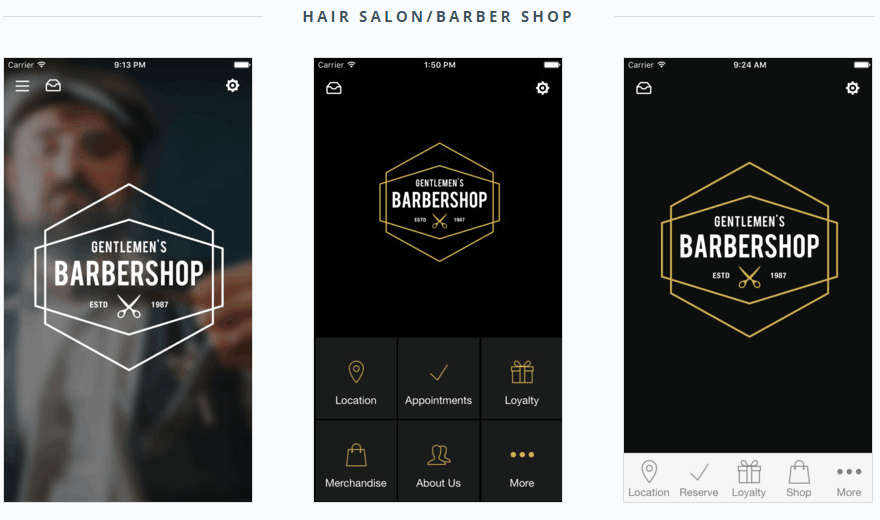 HAIR SALON/BARBER SHOP
Carrier 9:13 PM
GENTLEMEN'S
BARBERSHOP
ESTD 1987
Carrier 1:50 PM
GENTLEMEN'S
BARBERSHOP
ESTD 1987
Location Appointments Loyalty
Merchandise About Us More
Carrier 9:24 AM
GENTLEMEN'S
BARBERSHOP
ESTD 1987
Location Reserve Loyalty Shop More